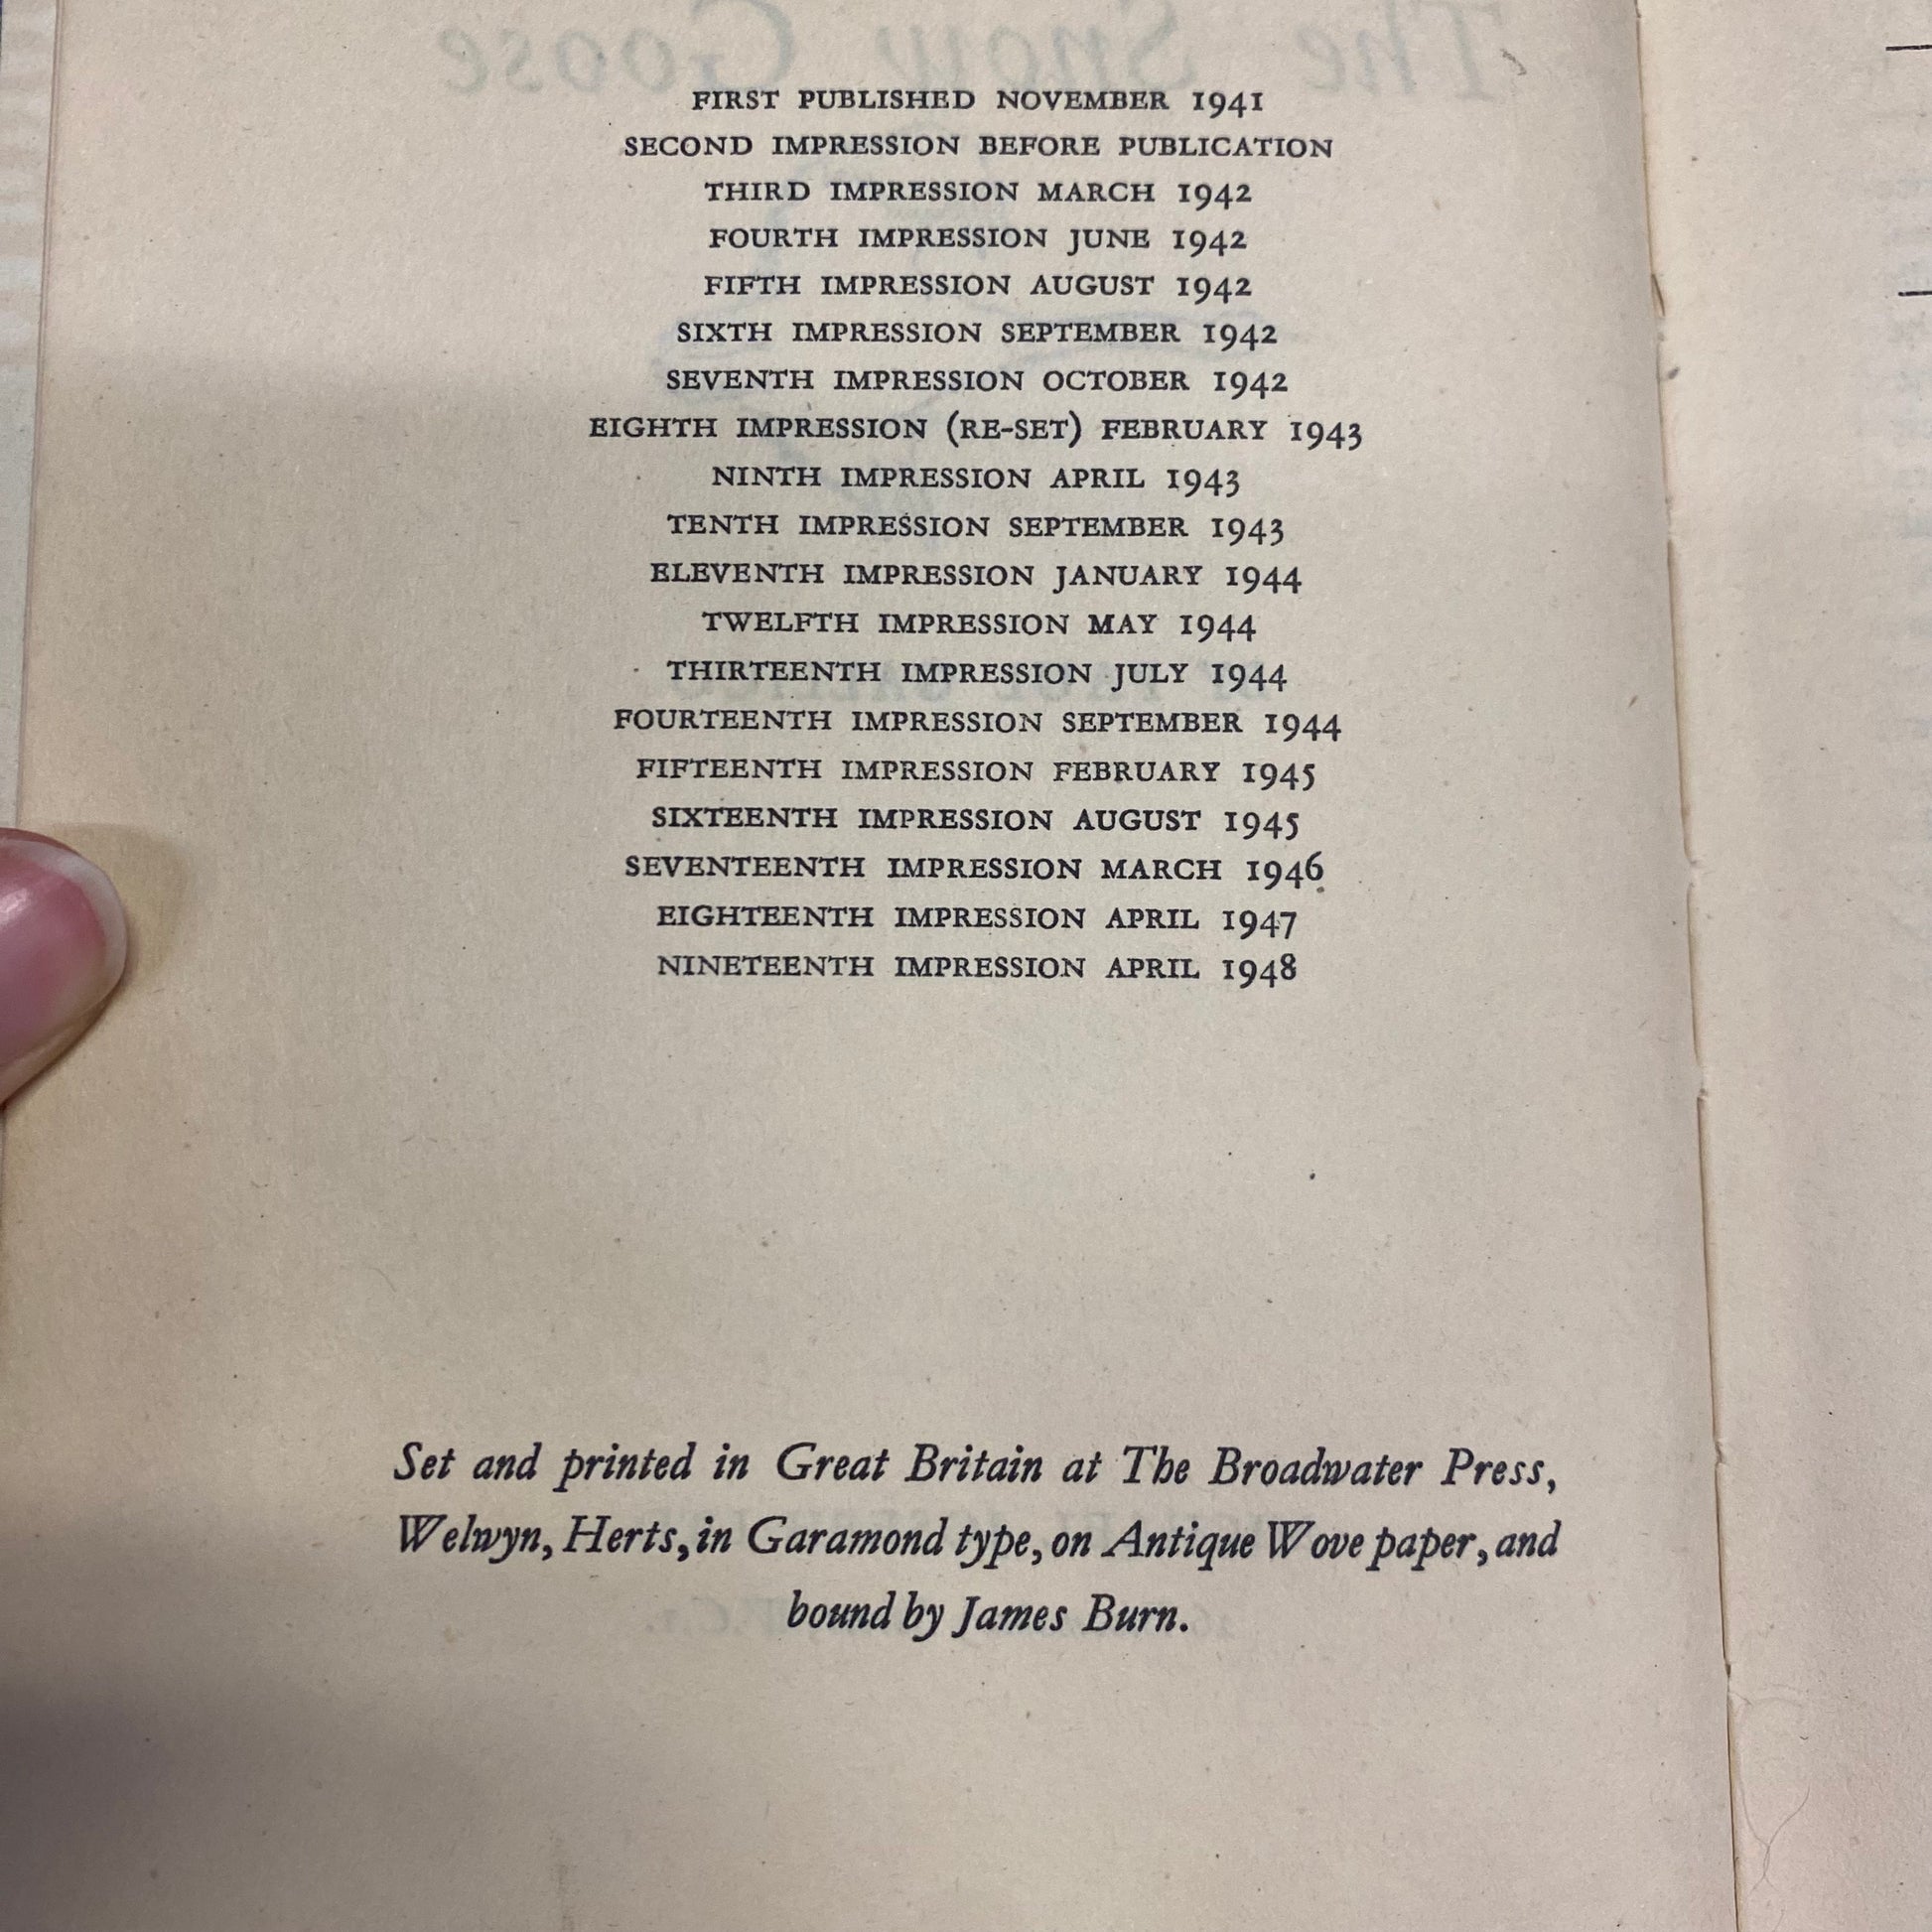 The Snow Goose
FIRST PUBLISHED NOVEMBER 1941
SECOND IMPRESSION BEFORE PUBLICATION
THIRD IMPRESSION MARCH 1942
FOURTH IMPRESSION JUNE 1942
FIFTH IMPRESSION AUGUST 1942
SIXTH IMPRESSION SEPTEMBER 1942
SEVENTH IMPRESSION OCTOBER 1942
EIGHTH IMPRESSION (RE-SET) FEBRUARY 1943
NINTH IMPRESSION APRIL 1943
TENTH IMPRESSION SEPTEMBER 1943
ELEVENTH IMPRESSION JANUARY 1944
TWELFTH IMPRESSION MAY 1944
THIRTEENTH IMPRESSION JULY 1944
FOURTEENTH IMPRESSION SEPTEMBER 1944
FIFTEENTH IMPRESSION FEBRUARY 1945
SIXTEENTH IMPRESSION AUGUST 1945
SEVENTEENTH IMPRESSION MARCH 1946
EIGHTEENTH IMPRESSION APRIL 1947
NINETEENTH IMPRESSION APRIL 1948
Set and printed in Great Britain at The Broadwater Press,
Welwyn, Herts, in Garamond type, on Antique Wove paper, and
bound by James Burn.